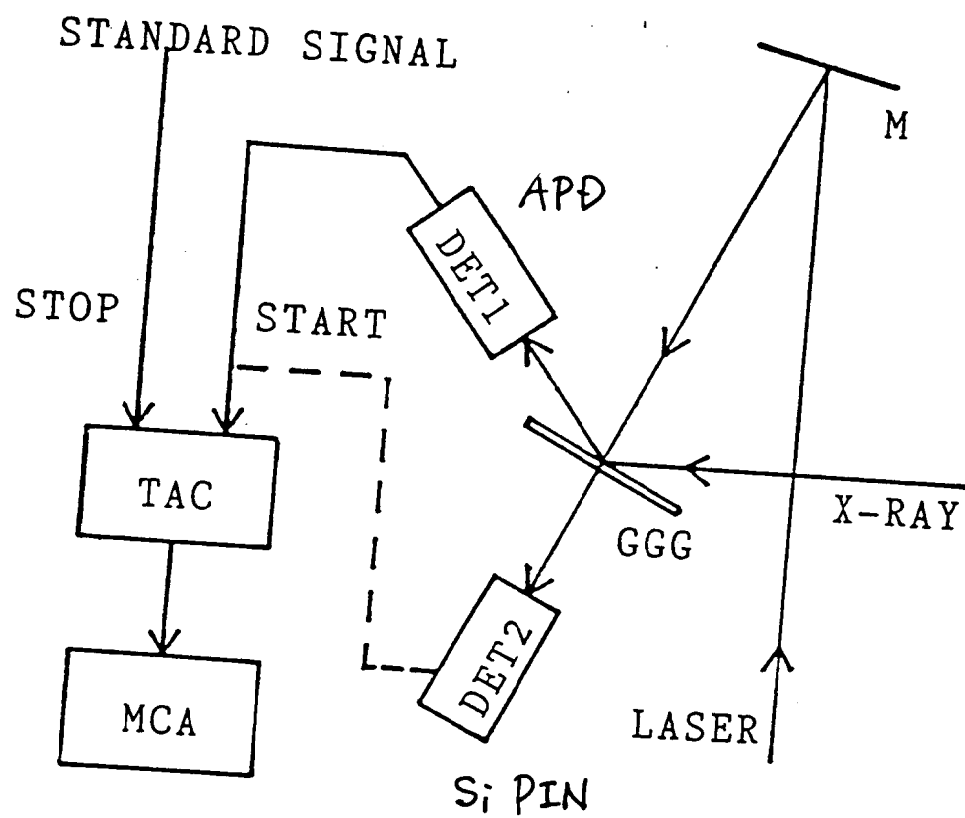 STANDARD SIGNAL
M
APD
DET1
STOP
START
TAC
X-RAY
GGG
DET2
MCA
LASER
Si PIN